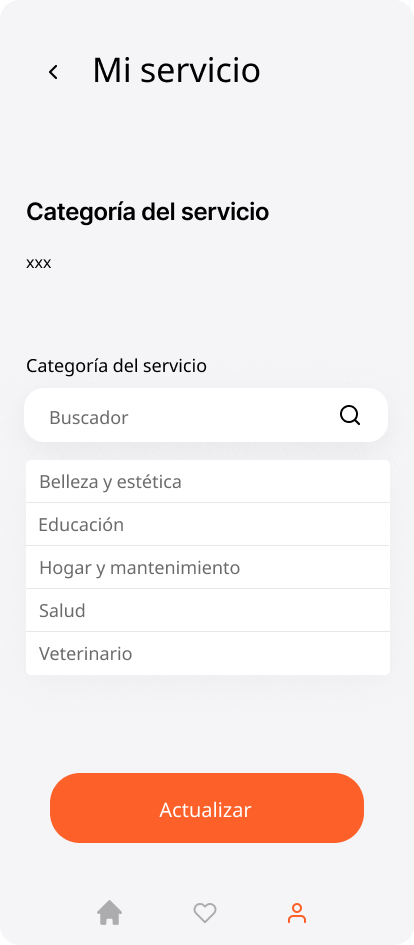 Mi servicio
Categoría del servicio
xxx
Categoría del servicio
Buscador
Belleza y estética
Educación
Hogar y mantenimiento
Salud
Veterinario
Actualizar